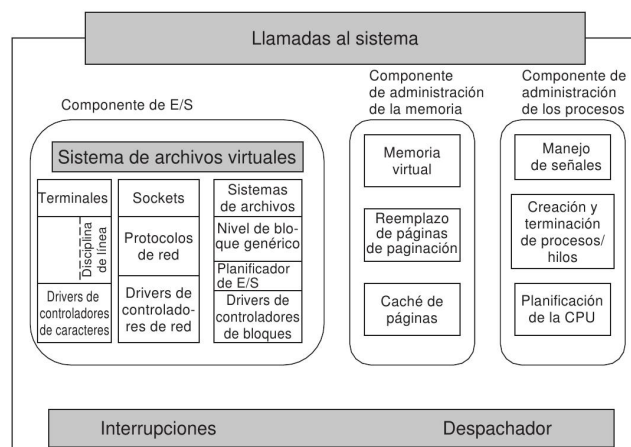 Llamadas al sistema
Componente de E/S
Sistema de archivos virtuales
Terminales
Disciplina
de línea
Drivers de
controladores
de caracteres
Sockets
Protocolos
de red
Drivers de
controlado-
res de red
Sistemas
de archivos
Nivel de blo-
que genérico
Planificador
de E/S
Drivers de
controladores
de bloques
Componente
de administración
de la memoria
Memoria
virtual
Reemplazo
de páginas
de paginación
Caché de
páginas
Componente de
administración
de los procesos
Manejo
de señales
Creación y
terminación
de procesos/
hilos
Planificación
de la CPU
Interrupciones
Despachador